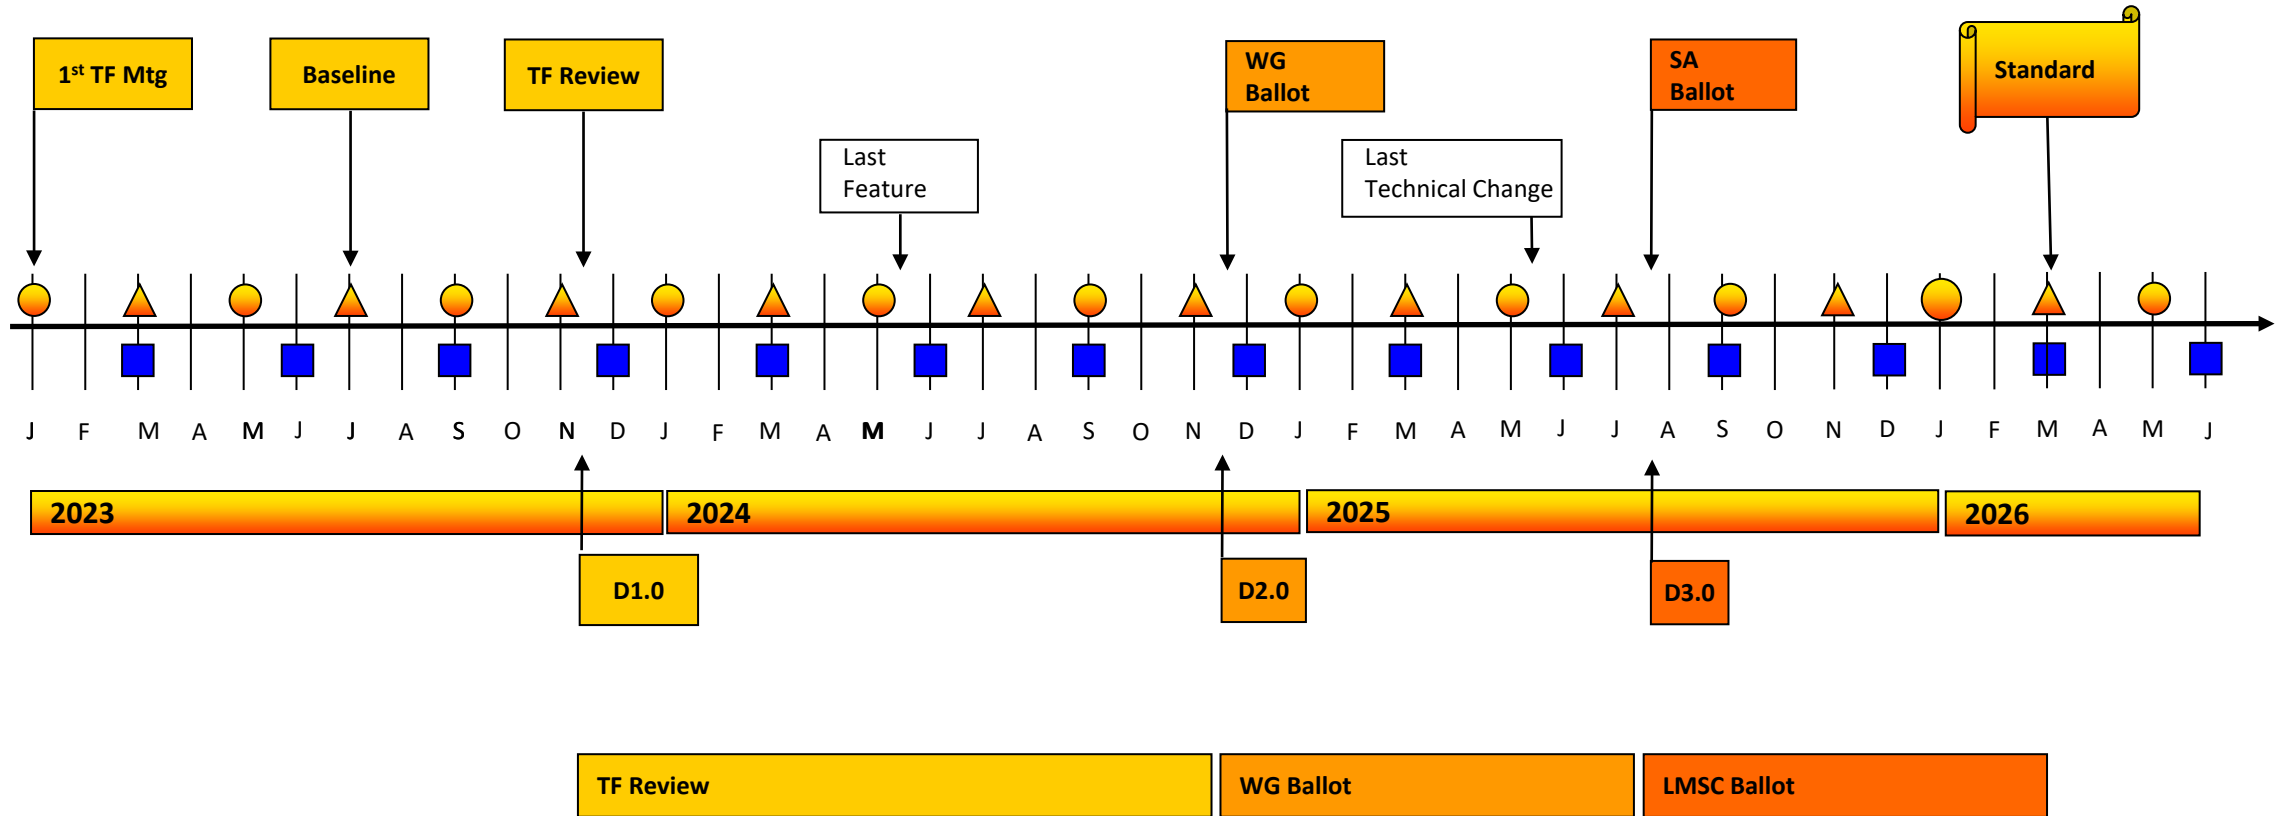 1st TF Mtg
Baseline
TF Review
WG
Ballot
SA
Ballot
Standard
Last
Feature
Last
Technical Change
J F M A M J J A S O N D J F M A M J J A S O N D J F M A M J J A S O N D J F M A M J
2023
2024
2025
2026
D1.0
D2.0
D3.0
TF Review
WG Ballot
LMSC Ballot